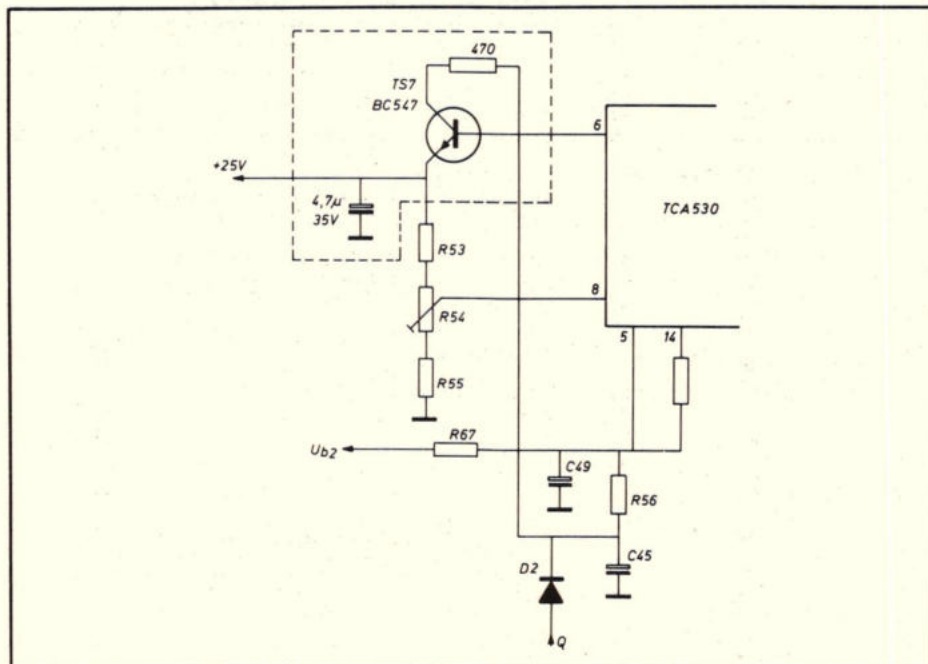 470
TS7
BC547
6
+25V
4,7µ
35V
TCA530
R53
8
R54
5
14
R55
R67
Ub2
C49
R56
D2
C45
Q